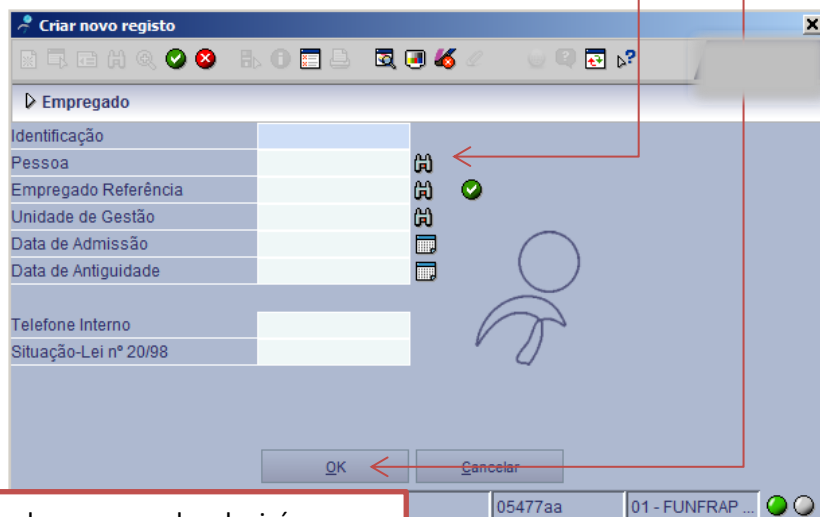 Criar novo registo
Empregado
Identificação
Pessoa
Empregado Referência
Unidade de Gestão
Data de Admissão
Data de Antiguidade
Telefone Interno
Situação-Lei nº 20/98
OK
Cancelar
05477aa
01 - FUNFRAP ...